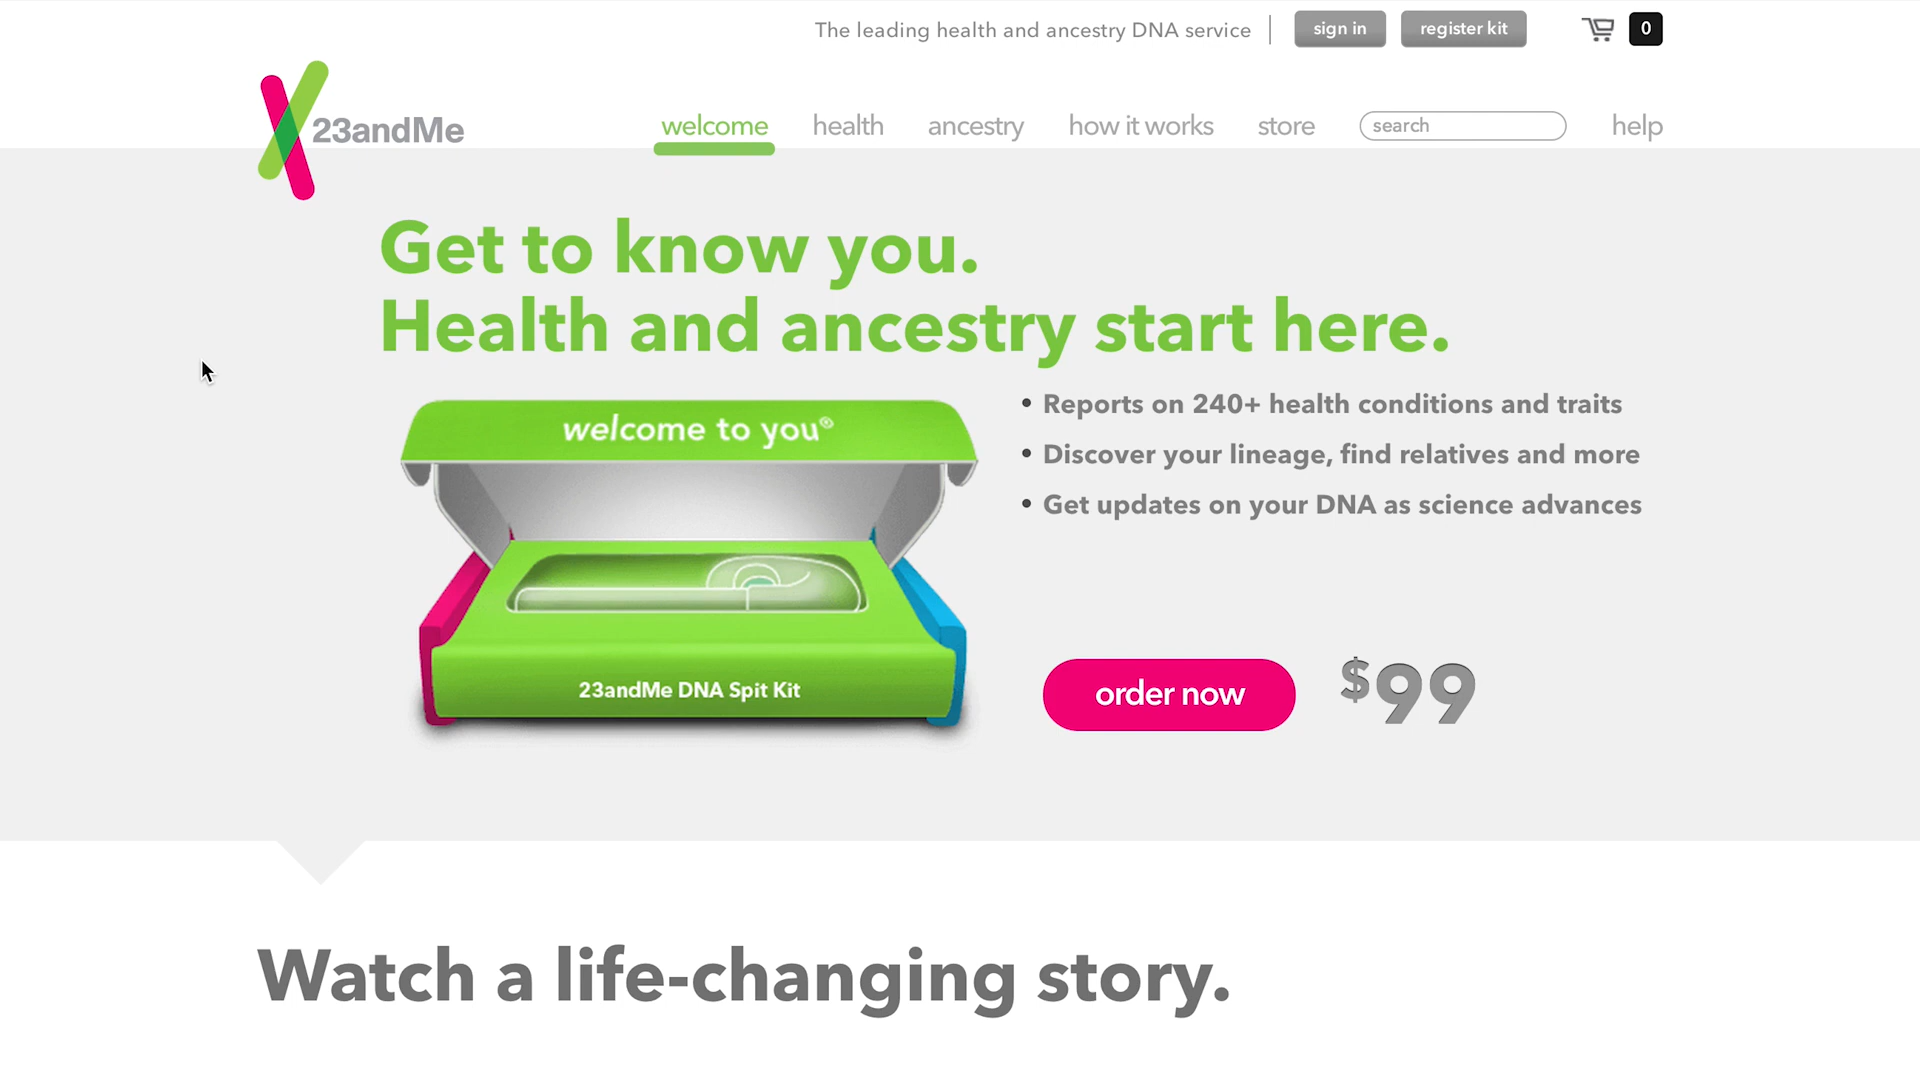 The leading health and ancestry DNA service
sign in
register kit
0
23andMe
welcome
health
ancestry
how it works
store
search
help
Get to know you.
Health and ancestry start here.
welcome to you®
23andMe DNA Spit Kit
• Reports on 240+ health conditions and traits
• Discover your lineage, find relatives and more
• Get updates on your DNA as science advances
order now
$99
Watch a life-changing story.